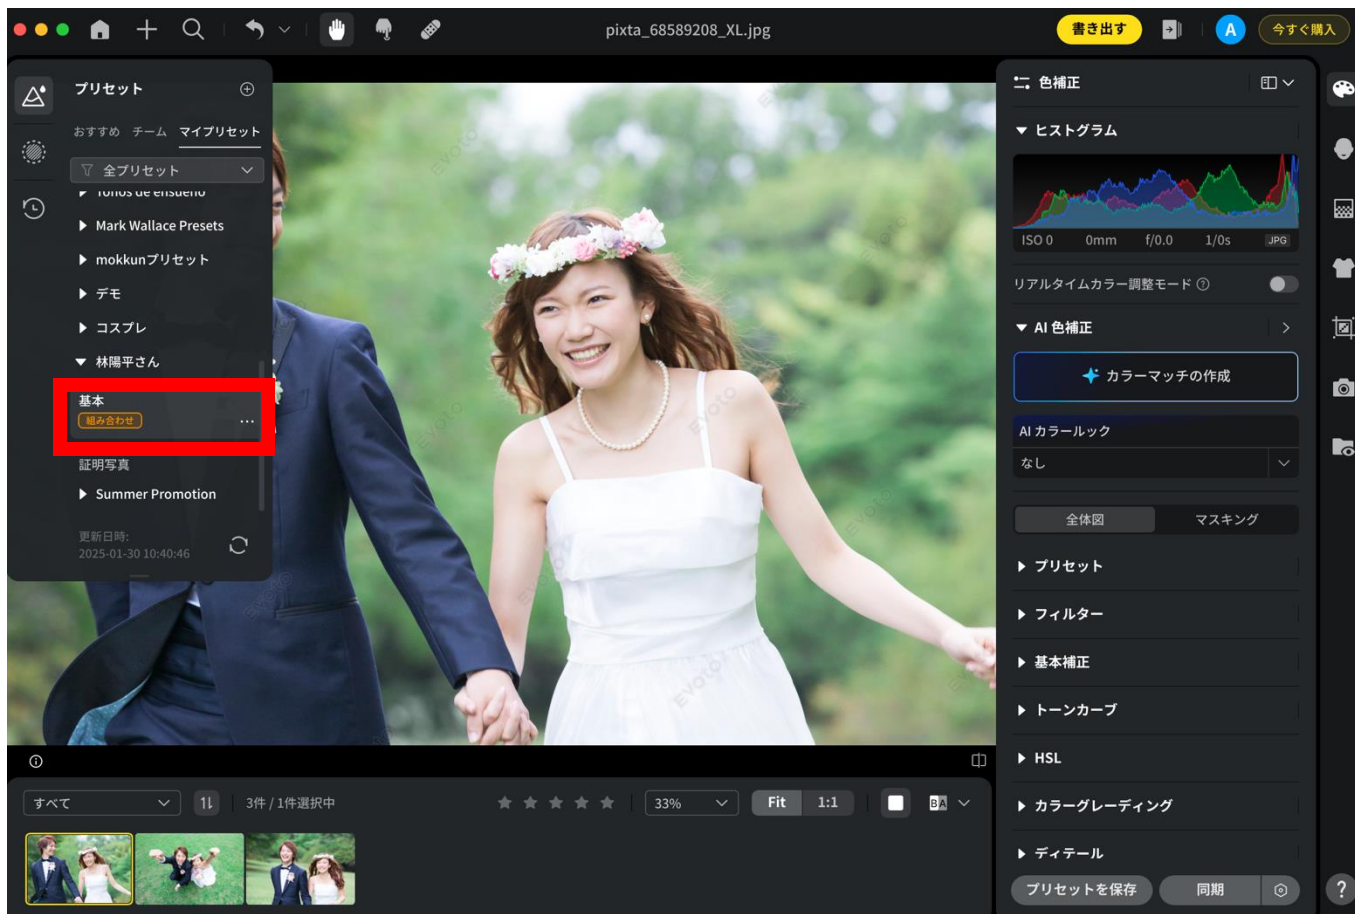 pixta_68589208_XL.jpg
書き出す
A
今すぐ購入
プリセット
おすすめ チーム マイプリセット
全プリセット
Tonos de ensueño
Mark Wallace Presets
mokkunプリセット
デモ
コスプレ
林陽平さん
基本
組み合わせ
証明写真
Summer Promotion
更新日時:
2025-01-30 10:40:46
EVOTO
EVOTO
EVOTO
EVOTO
EVOTO
EVOTO
色補正
ヒストグラム
ISO 0 0mm f/0.0 1/0s JPG
リアルタイムカラー調整モード ?
AI 色補正
カラーマッチの作成
AI カラールック
なし
全体図 マスキング
プリセット
フィルター
基本補正
トーンカーブ
HSL
カラーグレーディング
ディテール
プリセットを保存 同期
?
すべて 3件 / 1件選択中 33% Fit 1:1 BA